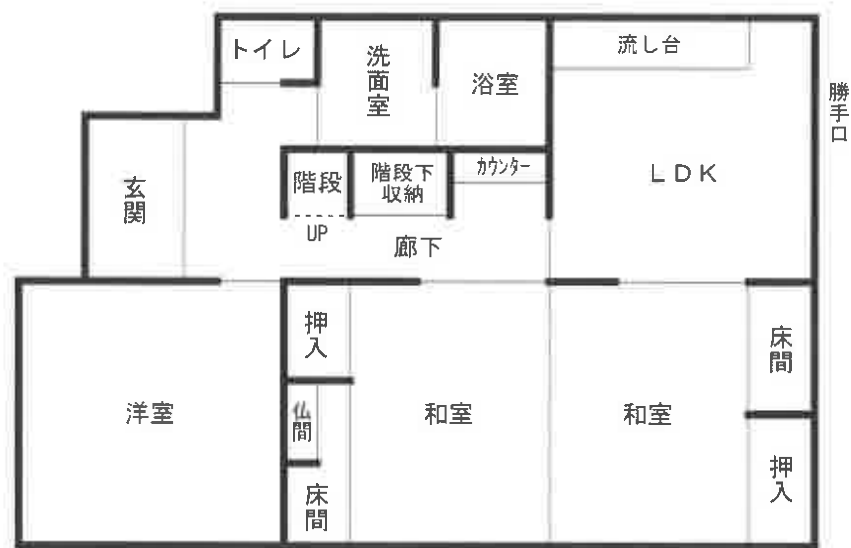 トイレ
洗面室
浴室
流し台
勝手口
玄関
階段
階段下
収納
カウンター
LDK
UP
廊下
押入
床間
洋室
仏間
和室
和室
床間
押入